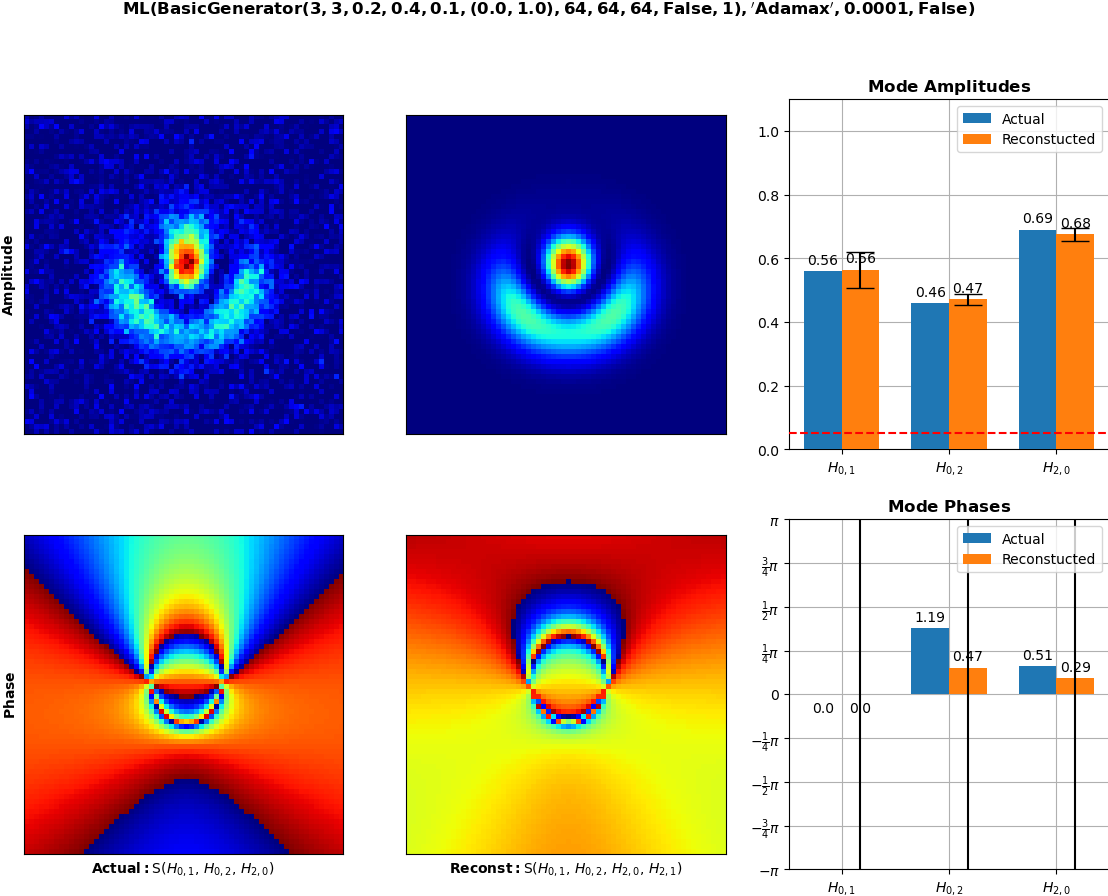 ML(BasicGenerator(3, 3, 0.2, 0.4, 0.1, (0.0, 1.0), 64, 64, 64, False, 1), 'Adamax', 0.0001, False)
Amplitude
Mode Amplitudes
Actual
Reconstucted
1.0
0.8
0.6
0.4
0.2
0.0
0.56
0.56
0.46
0.47
0.69
0.68
H0,1
H0,2
H2,0
Phase
Actual: S(H0,1, H0,2, H2,0)
Reconst: S(H0,1, H0,2, H2,0, H2,1)
Mode Phases
Actual
Reconstucted
π
3/4π
1/2π
1/4π
0
−1/4π
−1/2π
−3/4π
−π
0.0
0.0
1.19
0.47
0.51
0.29
H0,1
H0,2
H2,0